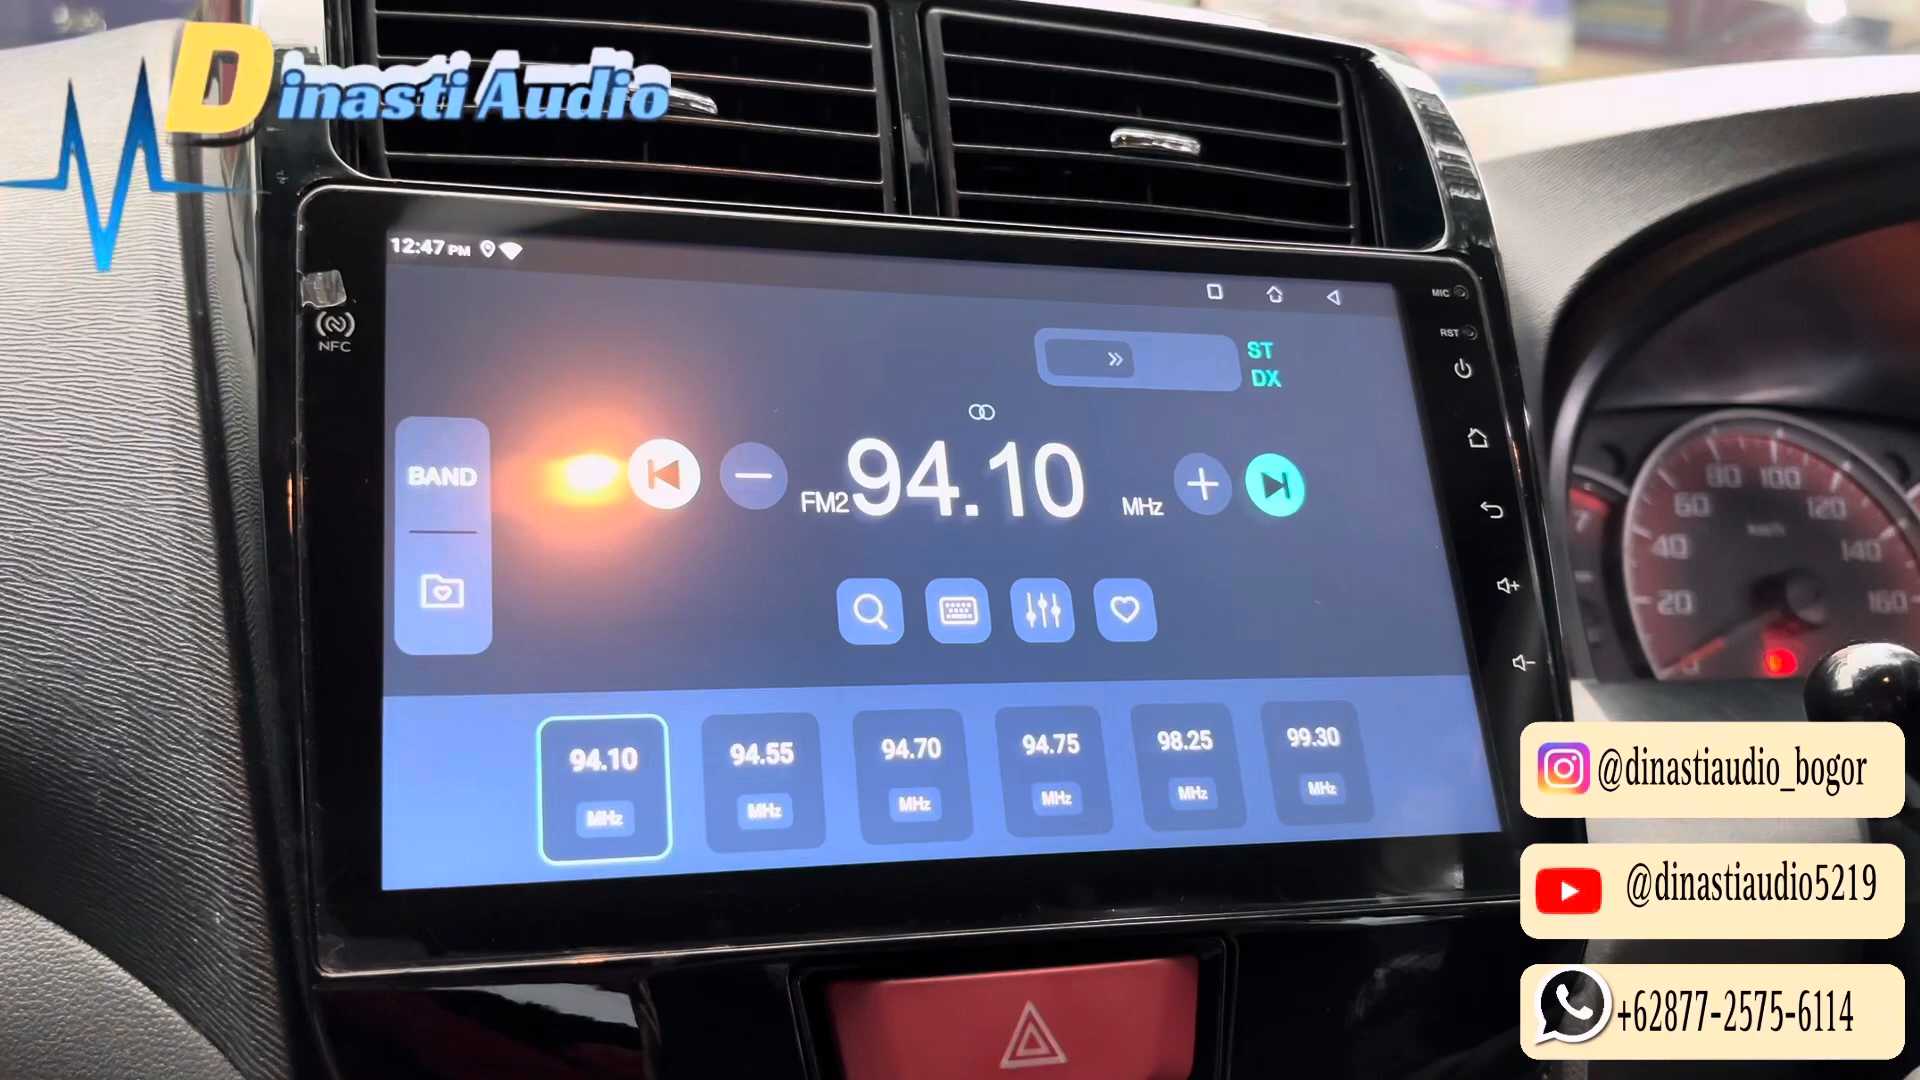 Dinasti Audio
12:47 PM
NFC
MIC
RST
ST
DX
BAND
FM2 94.10 MHz
94.10 MHz
94.55 MHz
94.70 MHz
94.75 MHz
98.25 MHz
99.30 MHz
20
40
60
80
100
120
140
160
km/h
0
@dinastiaudio_bogor
@dinastiaudio5219
+62877-2575-6114